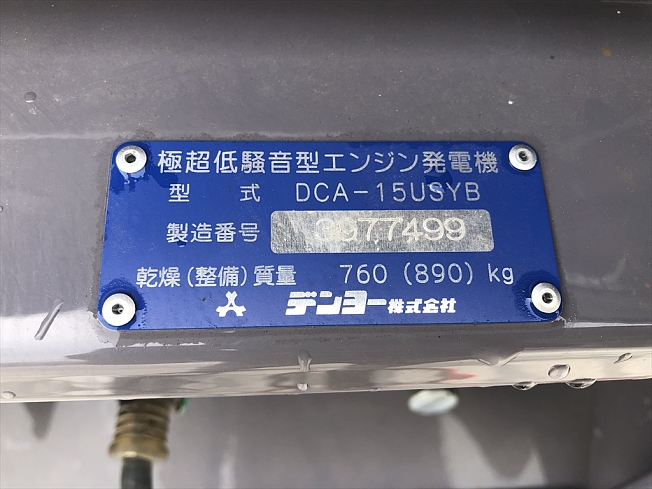 極超低騒音型エンジン発電機
型 式 DCA-15USYB
製造番号
乾燥(整備)質量 760 (890) kg
デンヨー株式会社